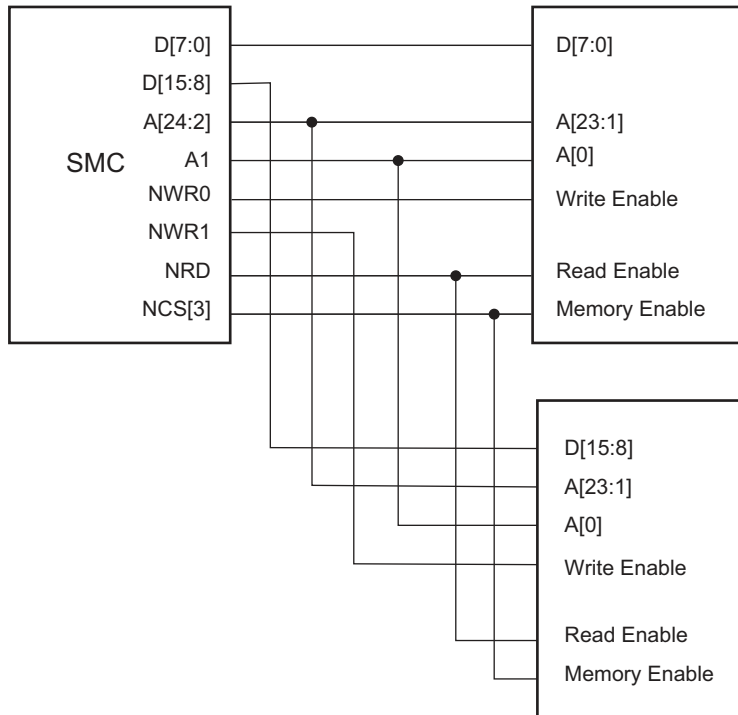 D[7:0]
D[15:8]
A[24:2]
SMC
A1
NWR0
NWR1
NRD
NCS[3]
D[7:0]
A[23:1]
A[0]
Write Enable
Read Enable
Memory Enable
D[15:8]
A[23:1]
A[0]
Write Enable
Read Enable
Memory Enable